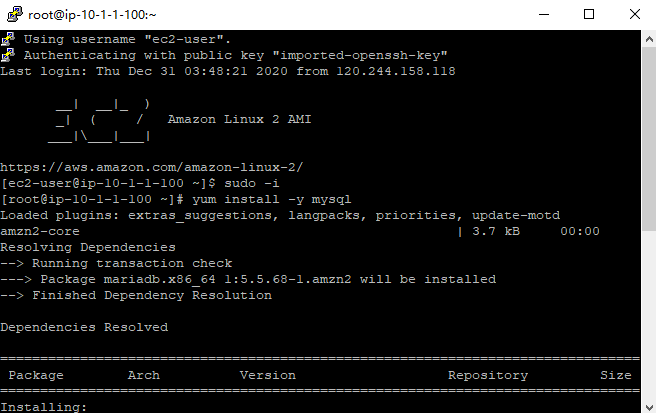 root@ip-10-1-1-100:~
Using username "ec2-user".
Authenticating with public key "imported-openssh-key"
Last login: Thu Dec 31 03:48:21 2020 from 120.244.158.118
__|  __|_  )
_|  (     /   Amazon Linux 2 AMI
___|\___|___|
https://aws.amazon.com/amazon-linux-2/
[ec2-user@ip-10-1-1-100 ~]$ sudo -i
[root@ip-10-1-1-100 ~]# yum install -y mysql
Loaded plugins: extras_suggestions, langpacks, priorities, update-motd
amzn2-core | 3.7 kB 00:00
Resolving Dependencies
--> Running transaction check
---> Package mariadb.x86_64 1:5.5.68-1.amzn2 will be installed
--> Finished Dependency Resolution
Dependencies Resolved
================================================================================
Package Arch Version Repository Size
================================================================================
Installing: